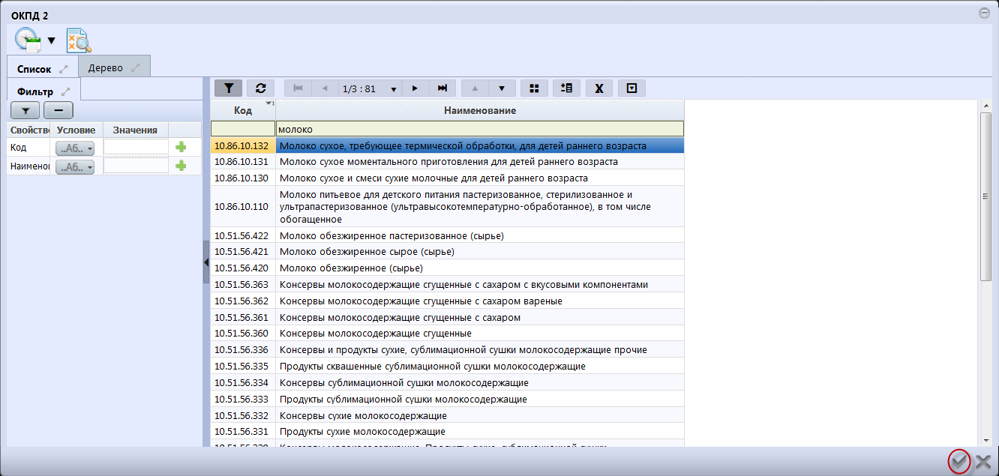 ОКПД 2
Список
Дерево
Фильтр
Свойств
Условие
Значения
Код
..Аб..
Наименов
..Аб..
1/3 : 81
X
Код
1
Наименование
молоко
10.86.10.132 Молоко сухое, требующее термической обработки, для детей раннего возраста
10.86.10.131 Молоко сухое моментального приготовления для детей раннего возраста
10.86.10.130 Молоко сухое и смеси сухие молочные для детей раннего возраста
Молоко питьевое для детского питания пастеризованное, стерилизованное и
10.86.10.110 ультрапастеризованное (ультравысокотемпературно-обработанное), в том числе
обогащенное
10.51.56.422 Молоко обезжиренное пастеризованное (сырье)
10.51.56.421 Молоко обезжиренное сырое (сырье)
10.51.56.420 Молоко обезжиренное (сырье)
10.51.56.363 Консервы молокосодержащие сгущенные с сахаром с вкусовыми компонентами
10.51.56.362 Консервы молокосодержащие сгущенные с сахаром вареные
10.51.56.361 Консервы молокосодержащие сгущенные с сахаром
10.51.56.360 Консервы молокосодержащие сгущенные
10.51.56.336 Консервы и продукты сухие, сублимационной сушки молокосодержащие прочие
10.51.56.335 Продукты сквашенные сублимационной сушки молокосодержащие
10.51.56.334 Консервы сублимационной сушки молокосодержащие
10.51.56.333 Продукты сублимационной сушки молокосодержащие
10.51.56.332 Консервы сухие молокосодержащие
10.51.56.331 Продукты сухие молокосодержащие